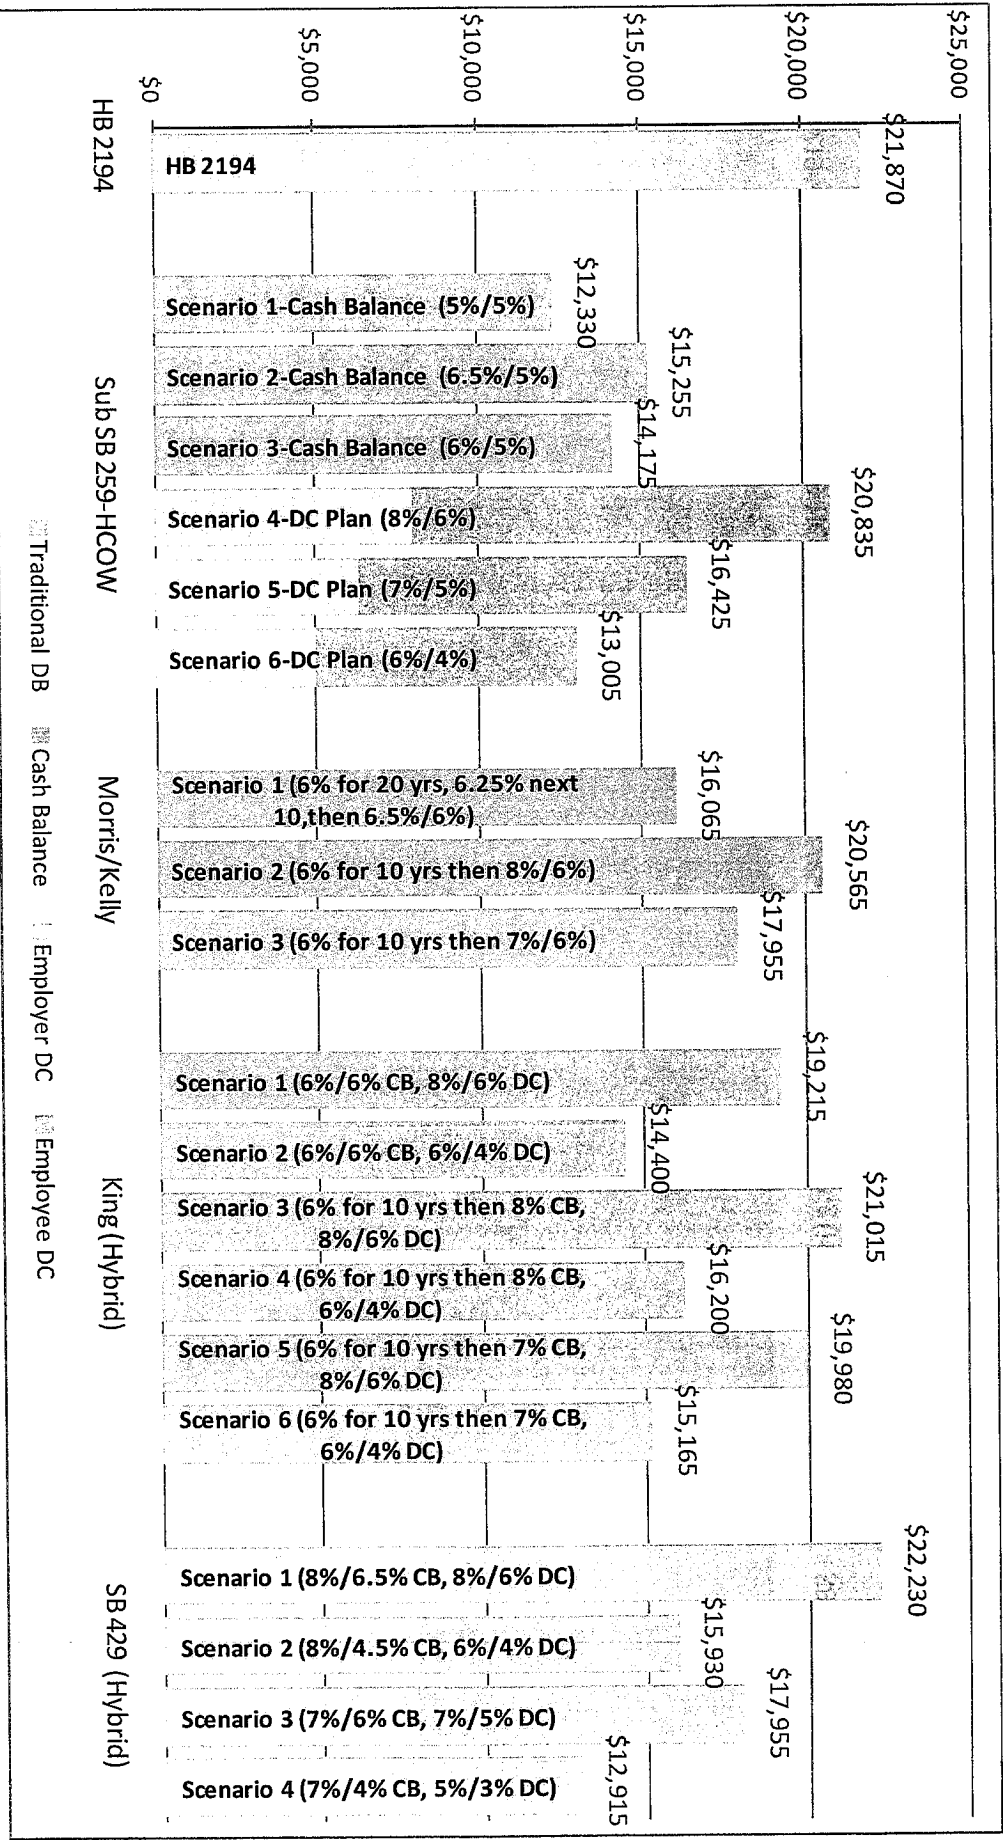 $25,000
$20,000
$15,000
$10,000
$5,000
$0
$21,870
HB 2194
HB 2194
$12,330
Scenario 1-Cash Balance (5%/5%)
$15,255
Scenario 2-Cash Balance (6.5%/5%)
$14,175
Scenario 3-Cash Balance (6%/5%)
$20,835
Scenario 4-DC Plan (8%/6%)
$16,425
Scenario 5-DC Plan (7%/5%)
$13,005
Scenario 6-DC Plan (6%/4%)
Sub SB 259-HCOW
$16,065
Scenario 1 (6% for 20 yrs, 6.25% next
10,then 6.5%/6%)
$20,565
Scenario 2 (6% for 10 yrs then 8%/6%)
$17,955
Scenario 3 (6% for 10 yrs then 7%/6%)
Morris/Kelly
$19,215
Scenario 1 (6%/6% CB, 8%/6% DC)
$14,400
Scenario 2 (6%/6% CB, 6%/4% DC)
$21,015
Scenario 3 (6% for 10 yrs then 8% CB,
8%/6% DC)
$16,200
Scenario 4 (6% for 10 yrs then 8% CB,
6%/4% DC)
$19,980
Scenario 5 (6% for 10 yrs then 7% CB,
8%/6% DC)
$15,165
Scenario 6 (6% for 10 yrs then 7% CB,
6%/4% DC)
King (Hybrid)
$22,230
Scenario 1 (8%/6.5% CB, 8%/6% DC)
$15,930
Scenario 2 (8%/4.5% CB, 6%/4% DC)
$17,955
Scenario 3 (7%/6% CB, 7%/5% DC)
$12,915
Scenario 4 (7%/4% CB, 5%/3% DC)
SB 429 (Hybrid)
Traditional DB Cash Balance Employer DC Employee DC